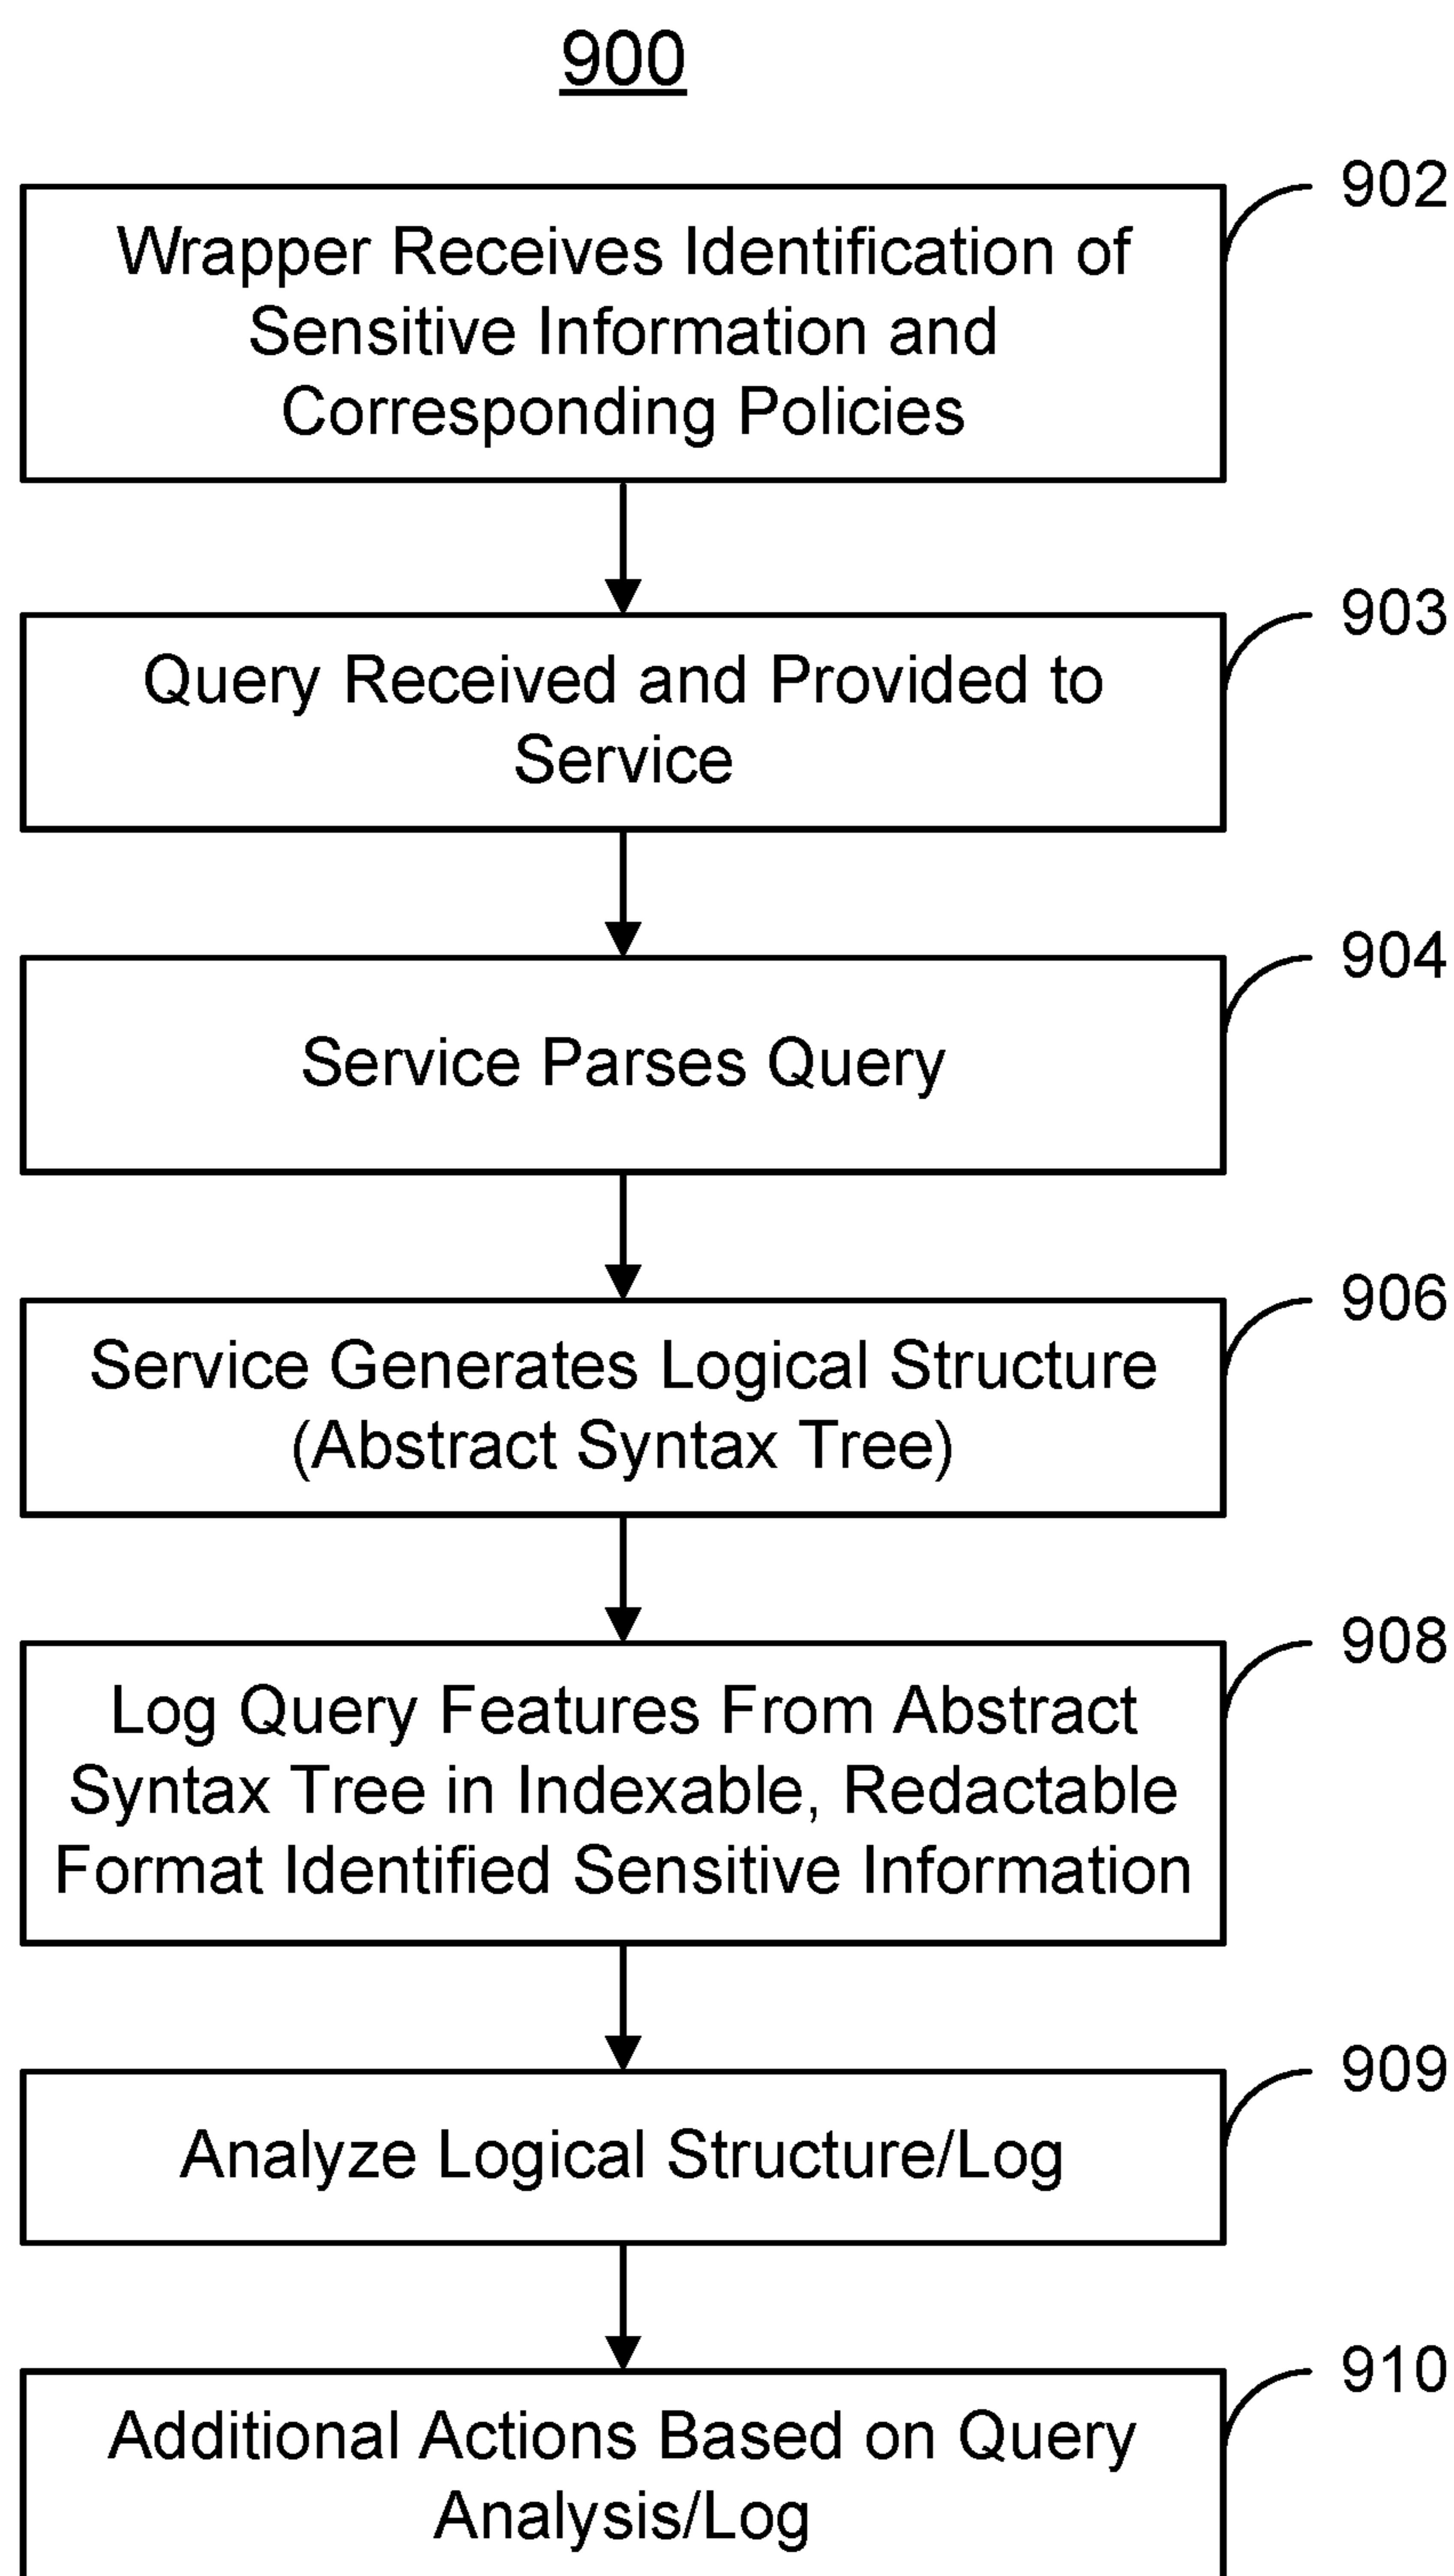 900
902
Wrapper Receives Identification of
Sensitive Information and
Corresponding Policies
903
Query Received and Provided to
Service
904
Service Parses Query
906
Service Generates Logical Structure
(Abstract Syntax Tree)
908
Log Query Features From Abstract
Syntax Tree in Indexable, Redactable
Format Identified Sensitive Information
909
Analyze Logical Structure/Log
910
Additional Actions Based on Query
Analysis/Log